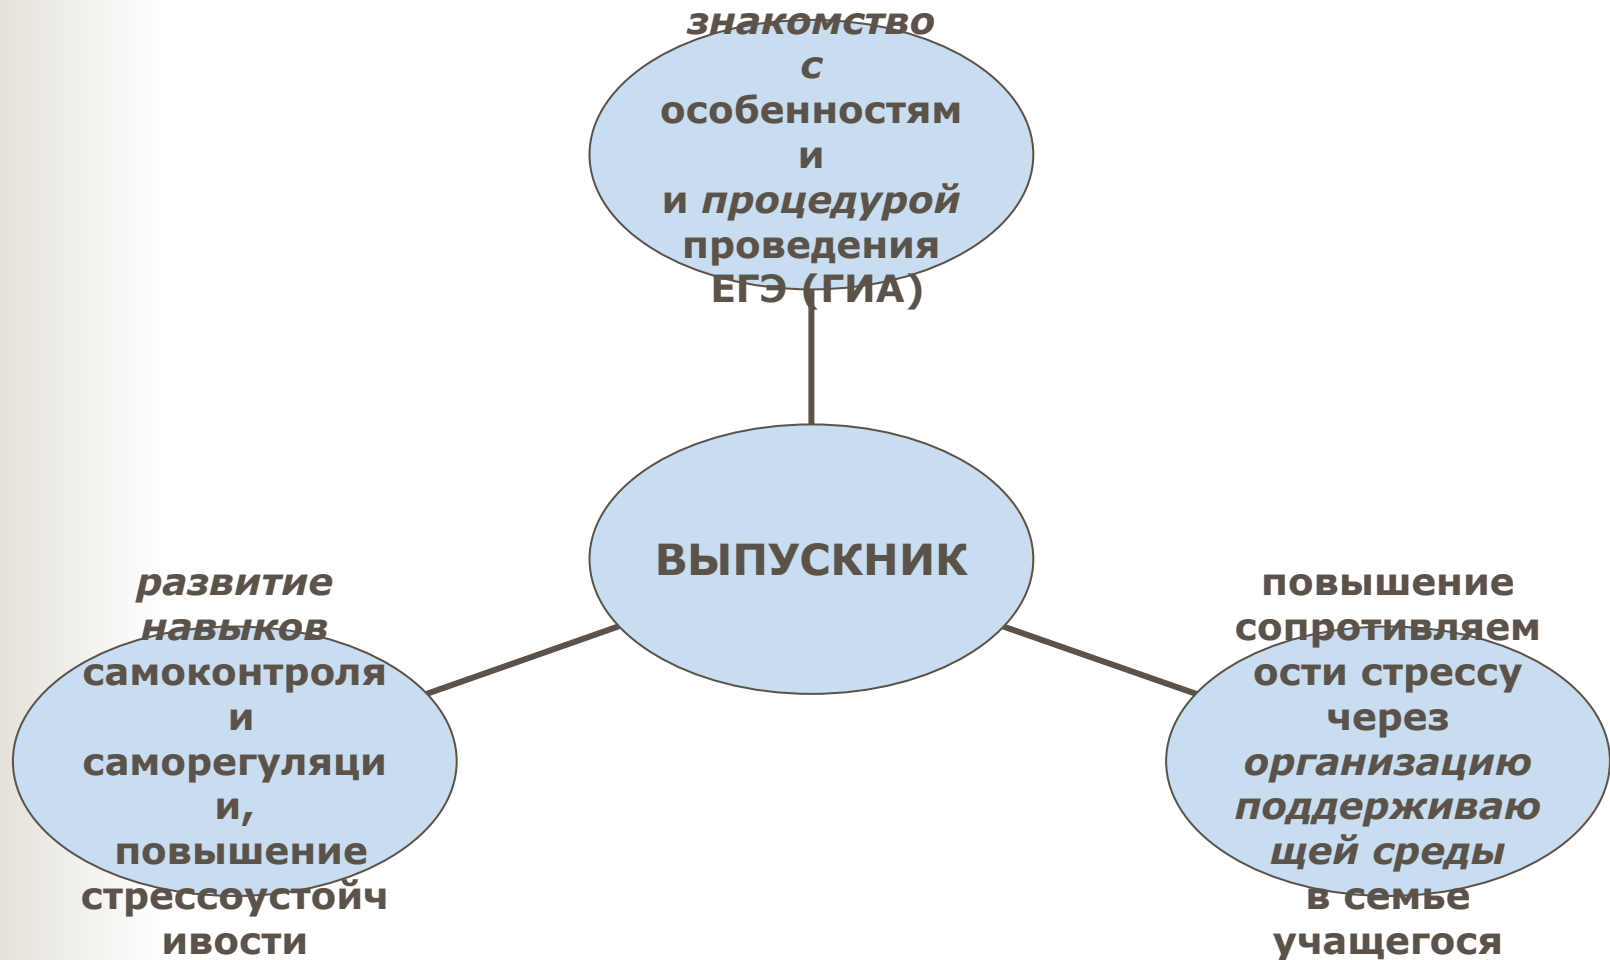 знакомство
с
особенностям
и
и процедурой
проведения
ЕГЭ (ГИА)
ВЫПУСКНИК
развитие
навыков
самоконтроля
и
саморегуляци
и,
повышение
стрессоустойч
ивости
повышение
сопротивляем
ости стрессу
через
организацию
поддерживаю
щей среды
в семье
учащегося